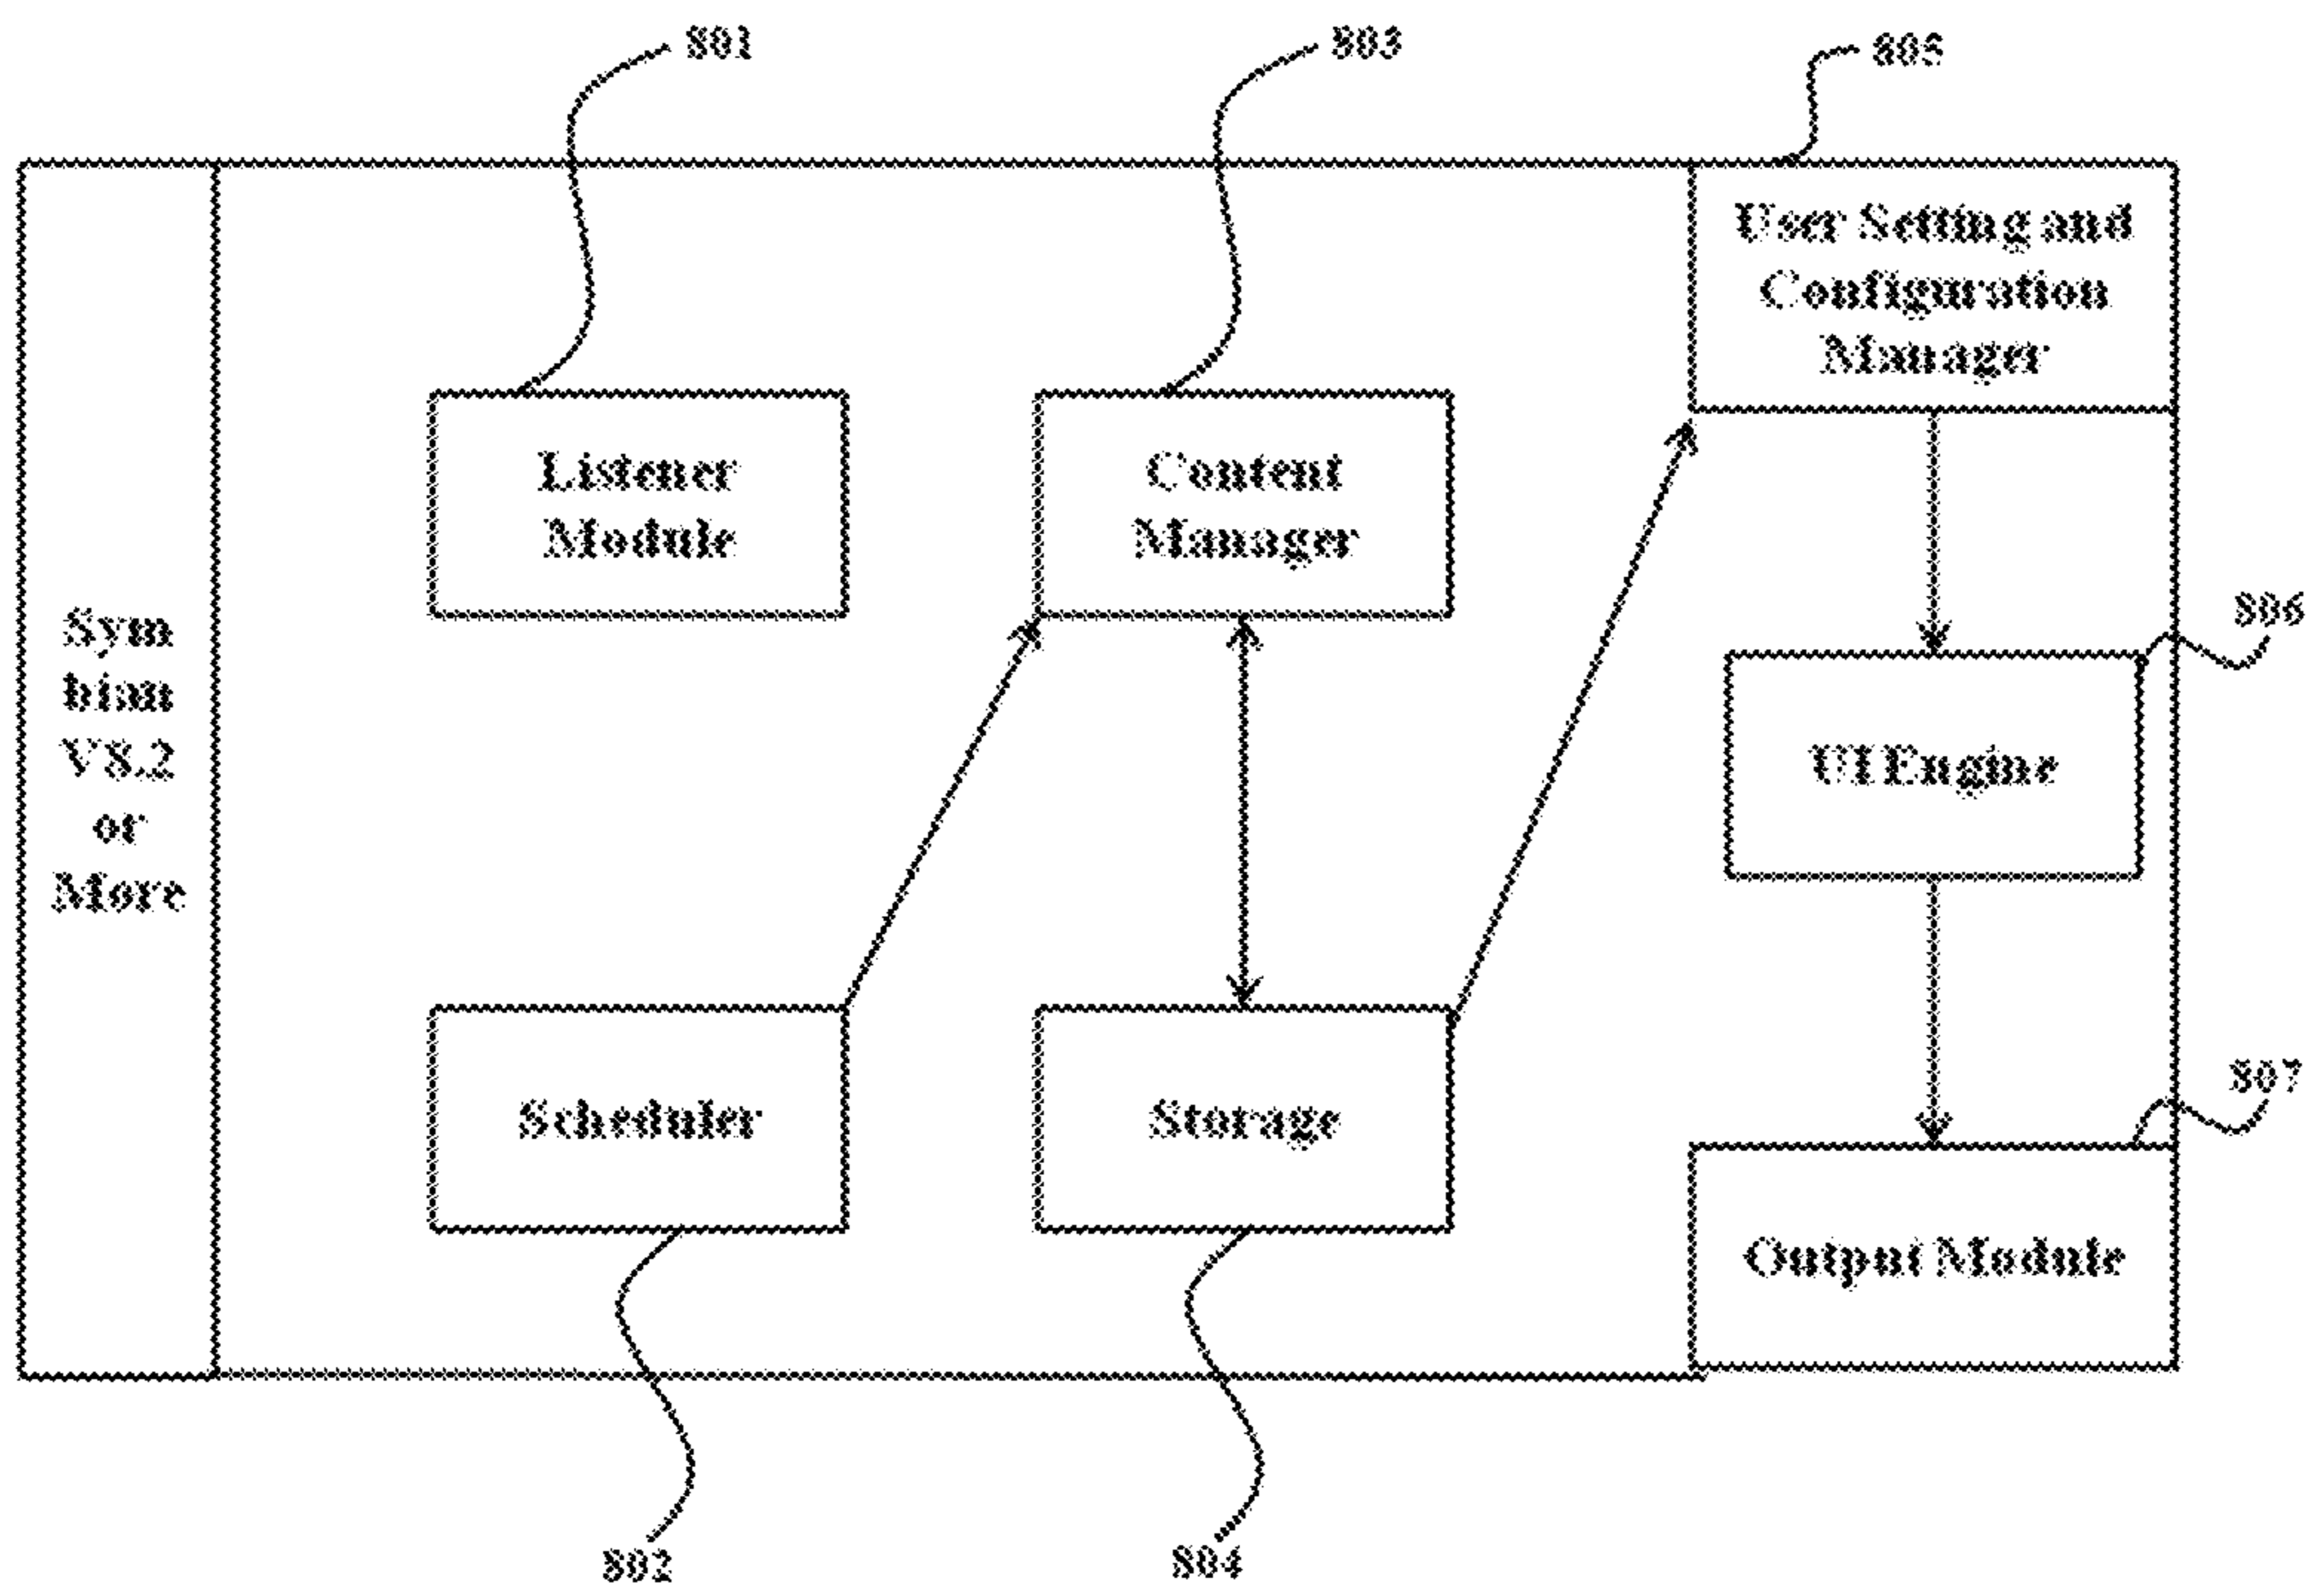 801
803
805
User Setting and
Configuration
Manager
Listener
Module
Content
Manager
Sym
bian
V8.2
or
More
806
UI Engine
807
Scheduler
Storage
Output Module
802
804